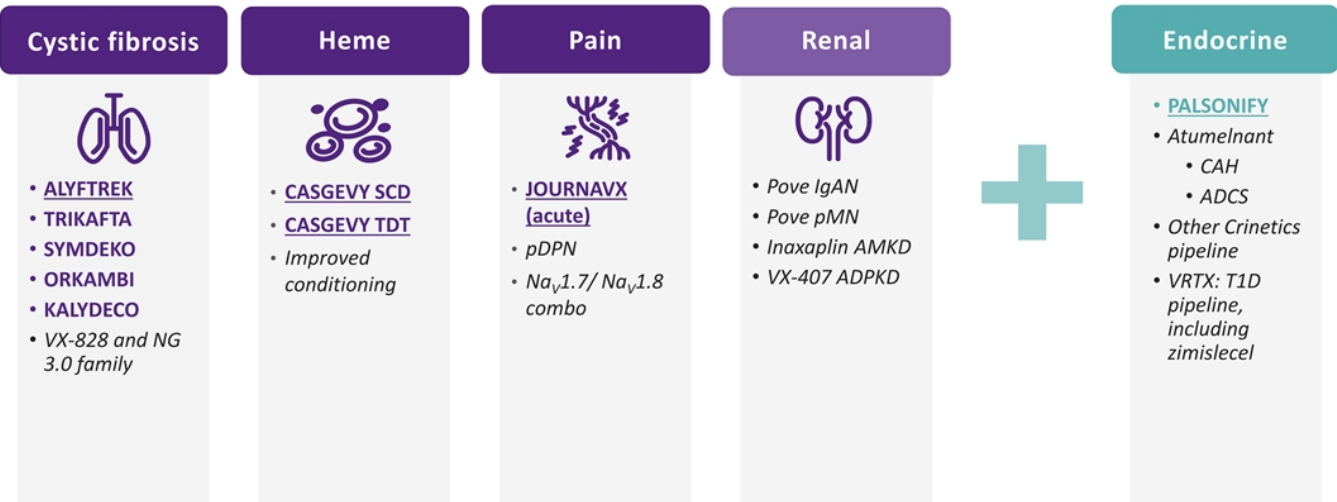 Cystic fibrosis
• ALYFTREK
• TRIKAFTA
• SYMDEKO
• ORKAMBI
• KALYDECO
• VX-828 and NG
3.0 family
Heme
• CASGEVY SCD
• CASGEVY TDT
• Improved
conditioning
Pain
• JOURNAVX
(acute)
• pDPN
• NaV1.7/ NaV1.8
combo
Renal
• Pove IgAN
• Pove pMN
• Inaxaplin AMKD
• VX-407 ADPKD
Endocrine
• PALSONIFY
• Atumelnant
• CAH
• ADCS
• Other Crinetics
pipeline
• VRTX: T1D
pipeline,
including
zimislecel